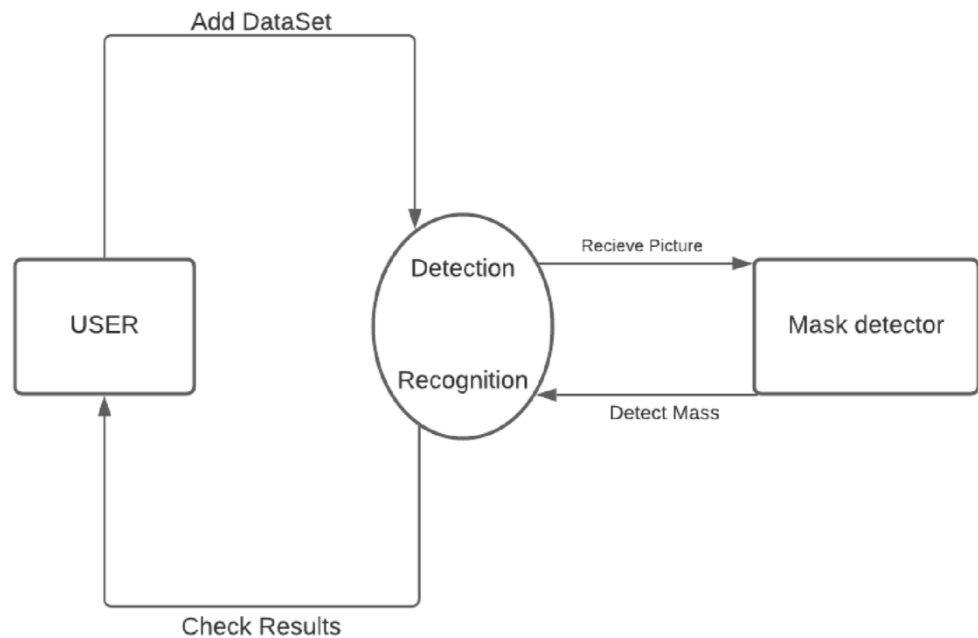 Add DataSet
Detection
Recieve Picture
USER
Mask detector
Recognition
Detect Mass
Check Results